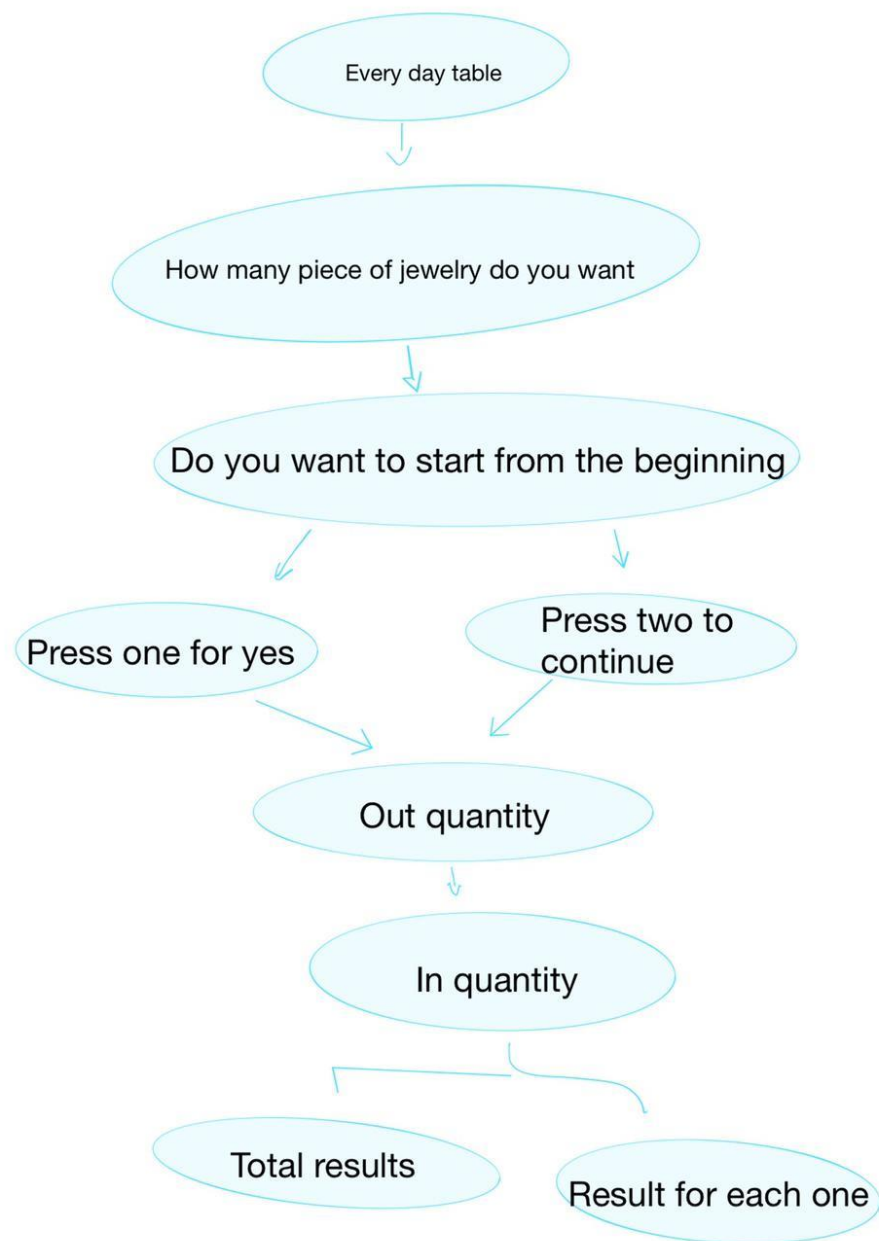 Every day table
How many piece of jewelry do you want
Do you want to start from the beginning
Press one for yes
Press two to
continue
Out quantity
In quantity
Total results
Result for each one